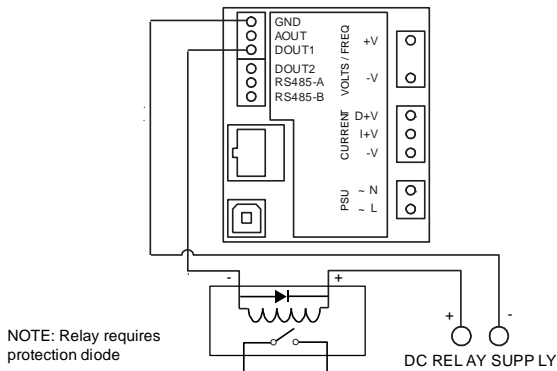 GND
AOUT
DOUT1
DOUT2
RS485-A
RS485-B
VOLTS / FREQ
+V
-V
CURRENT
D+V
I+V
-V
PSU
~ N
~ L
- +
+ -
NOTE: Relay requires
protection diode
DC RELAY SUPPLY